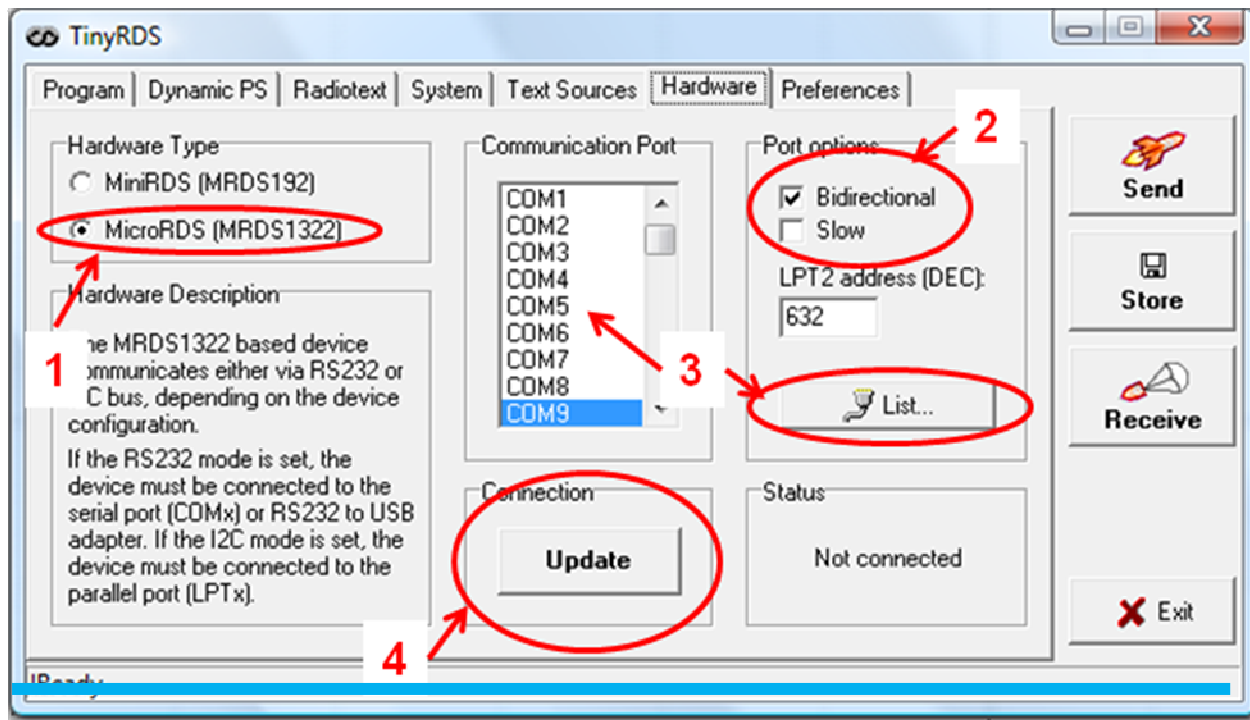 TinyRDS
Program Dynamic PS Radiotext System Text Sources Hardware Preferences
Hardware Type
MiniRDS (MRDS192)
MicroRDS (MRDS1322)
1
Hardware Description
MRDS1322 based device
communicates either via RS232 or
bus, depending on the device
configuration.
If the RS232 mode is set, the
device must be connected to the
serial port (COMx) or RS232 to USB
adapter. If the I2C mode is set, the
device must be connected to the
parallel port (LPTx).
Communication Port
COM1
COM2
COM3
COM4
COM5
COM6
COM7
COM8
COM9
3
Connection
Update
4
Port options
2
Bidirectional
Slow
LPT2 address (DEC):
632
List...
Status
Not connected
Send
Store
Receive
Exit